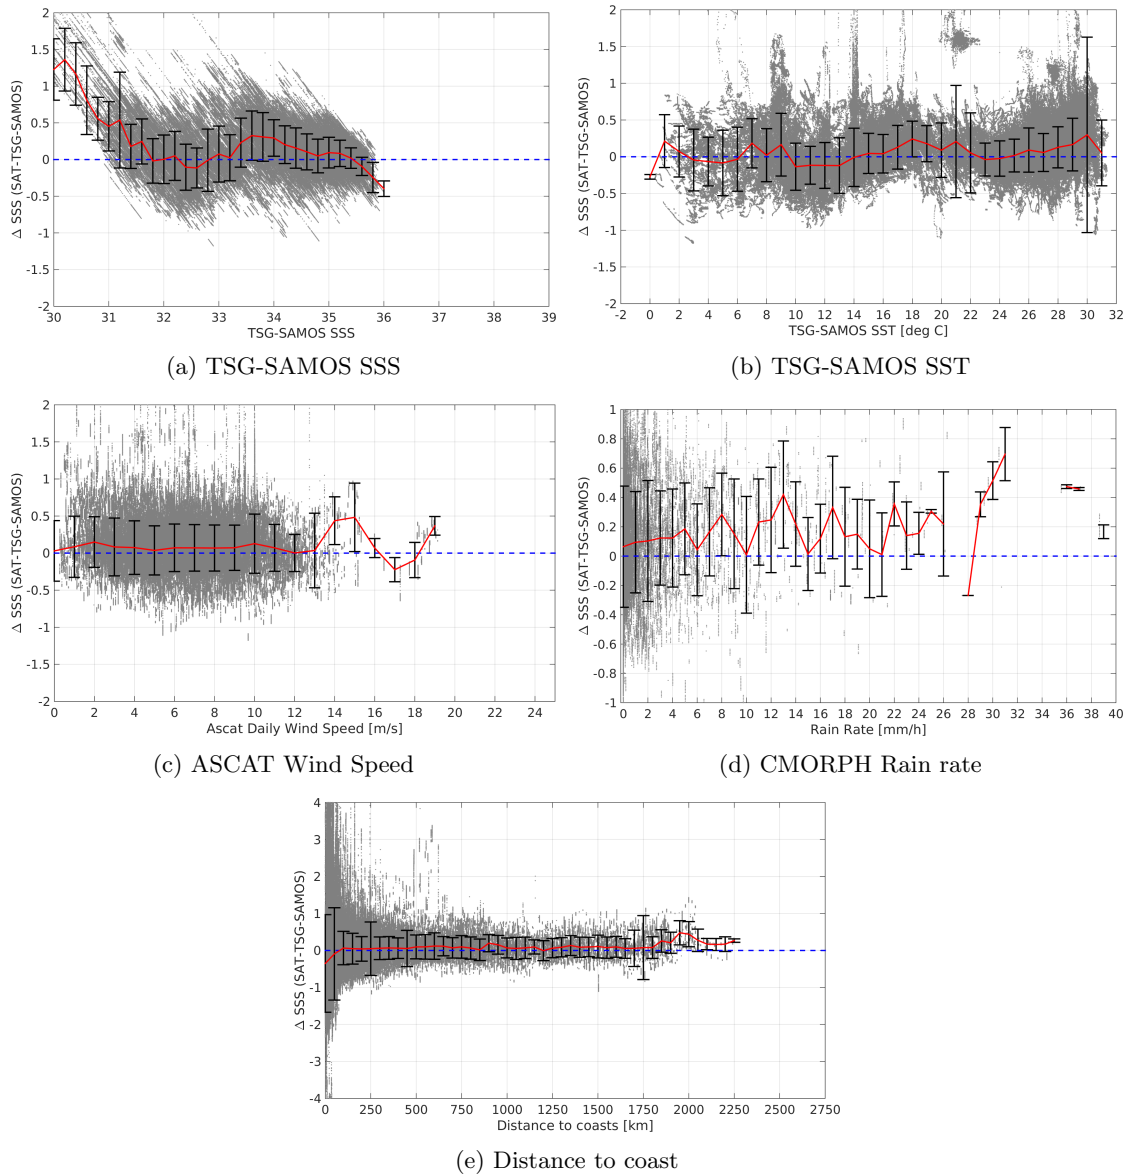 2
1.5
1
0.5
0
-0.5
-1
-1.5
-2
Δ SSS (SAT-TSG-SAMOS)
30 31 32 33 34 35 36 37 38 39
TSG-SAMOS SSS
(a) TSG-SAMOS SSS
2
1.5
1
0.5
0
-0.5
-1
-1.5
-2
Δ SSS (SAT-TSG-SAMOS)
-2 0 2 4 6 8 10 12 14 16 18 20 22 24 26 28 30 32
TSG-SAMOS SST [deg C]
(b) TSG-SAMOS SST
2
1.5
1
0.5
0
-0.5
-1
-1.5
-2
Δ SSS (SAT-TSG-SAMOS)
0 2 4 6 8 10 12 14 16 18 20 22 24
Ascat Daily Wind Speed [m/s]
(c) ASCAT Wind Speed
1
0.8
0.6
0.4
0.2
0
-0.2
-0.4
-0.6
-0.8
-1
Δ SSS (SAT-TSG-SAMOS)
0 2 4 6 8 10 12 14 16 18 20 22 24 26 28 30 32 34 36 38 40
Rain Rate [mm/h]
(d) CMORPH Rain rate
4
3
2
1
0
-1
-2
-3
-4
Δ SSS (SAT-TSG-SAMOS)
0 250 500 750 1000 1250 1500 1750 2000 2250 2500 2750
Distance to coasts [km]
(e) Distance to coast